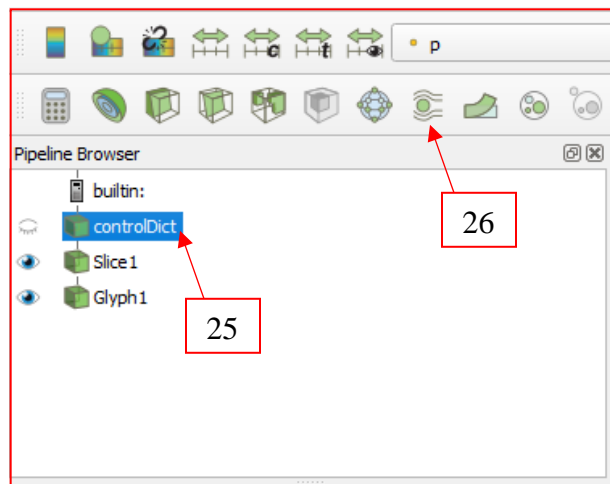 c t p
Pipeline Browser
builtin:
controlDict
Slice1
Glyph1
26
25